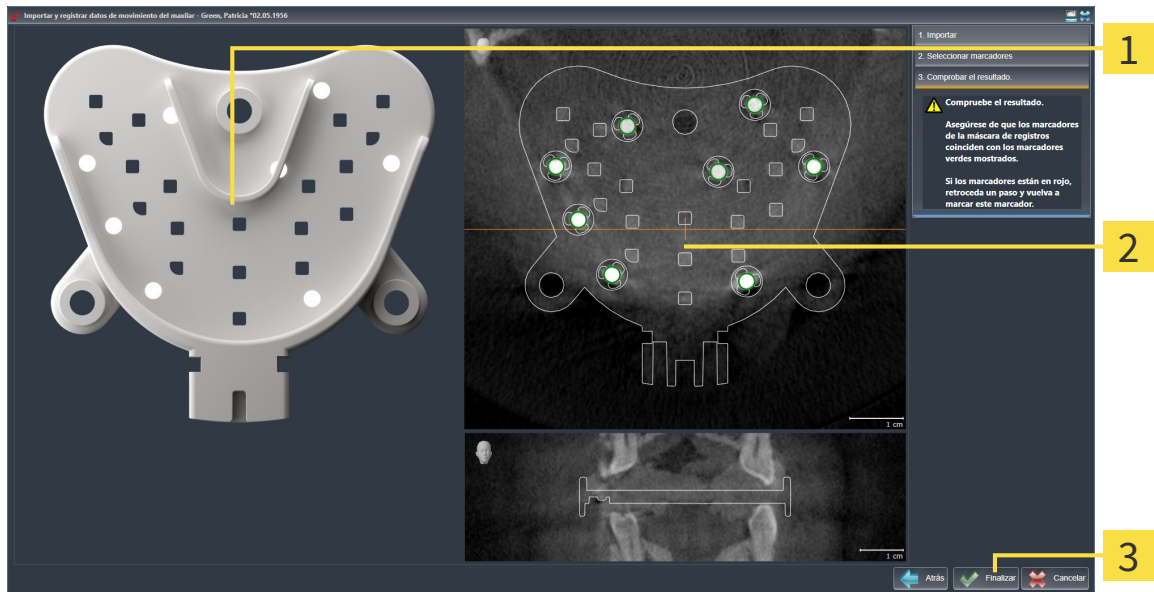 Importar y registrar datos de movimiento del maxilar - Green, Patricia *02.05.1956
1. Importar
2. Seleccionar marcadores
3. Comprobar el resultado.
Compruebe el resultado.
Asegúrese de que los marcadores
de la máscara de registros
coinciden con los marcadores
verdes mostrados.
Si los marcadores están en rojo,
retroceda un paso y vuelva a
marcar este marcador.
1
2
1 cm
1 cm
3
Atrás
Finalizar
Cancelar